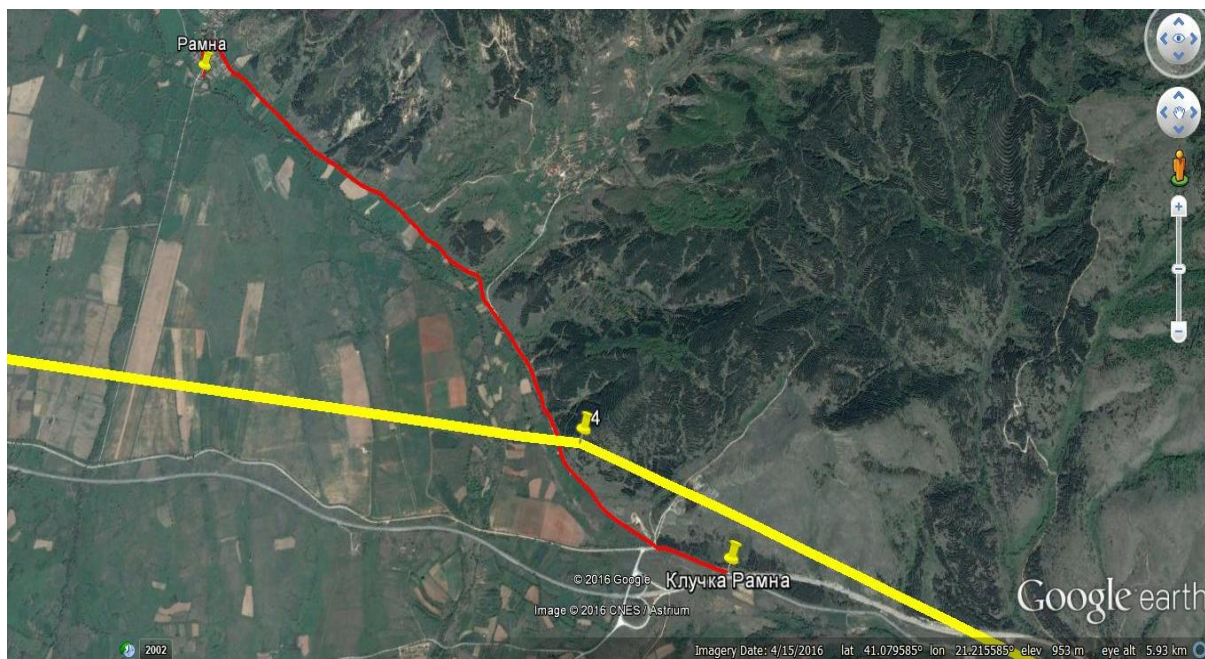 Рамна
4
Клучка Рамна
© 2016 Google
Image © 2016 CNES / Astrium
Google earth
2002
Imagery Date: 4/15/2016 lat 41.079585° lon 21.215585° elev 953 m eye alt 5.93 km